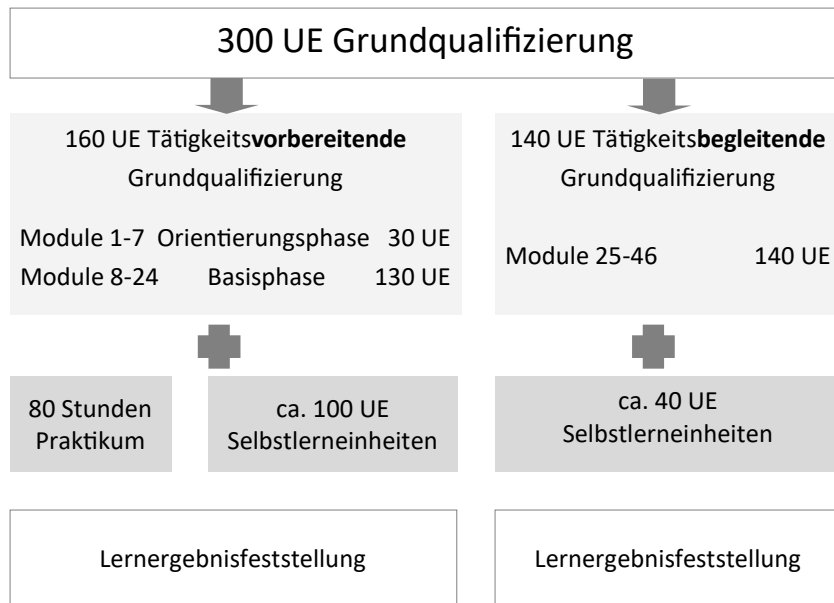 300 UE Grundqualifizierung
160 UE Tätigkeitsvorbereitende
Grundqualifizierung
Module 1-7 Orientierungsphase 30 UE
Module 8-24 Basisphase 130 UE
140 UE Tätigkeitsbegleitende
Grundqualifizierung
Module 25-46 140 UE
80 Stunden
Praktikum
ca. 100 UE
Selbstlerneinheiten
ca. 40 UE
Selbstlerneinheiten
Lernergebnisfeststellung
Lernergebnisfeststellung